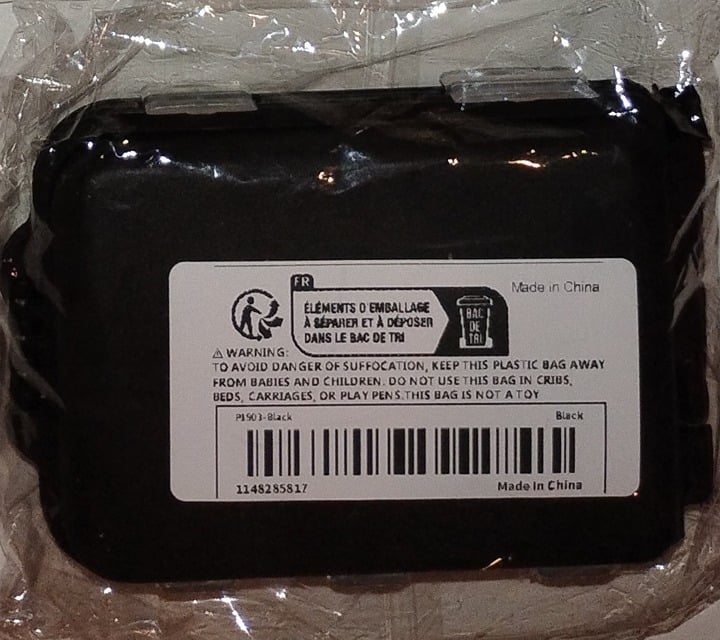 FR
Made in China
ÉLÉMENTS D'EMBALLAGE
À SÉPARER ET À DÉPOSER
DANS LE BAC DE TRI
BAC
DE
TRI
⚠ WARNING:
TO AVOID DANGER OF SUFFOCATION, KEEP THIS PLASTIC BAG AWAY
FROM BABIES AND CHILDREN. DO NOT USE THIS BAG IN CRIBS,
BEDS, CARRIAGES, OR PLAY PENS.THIS BAG IS NOT A TOY
P1903-Black
Black
1148285817
Made In China